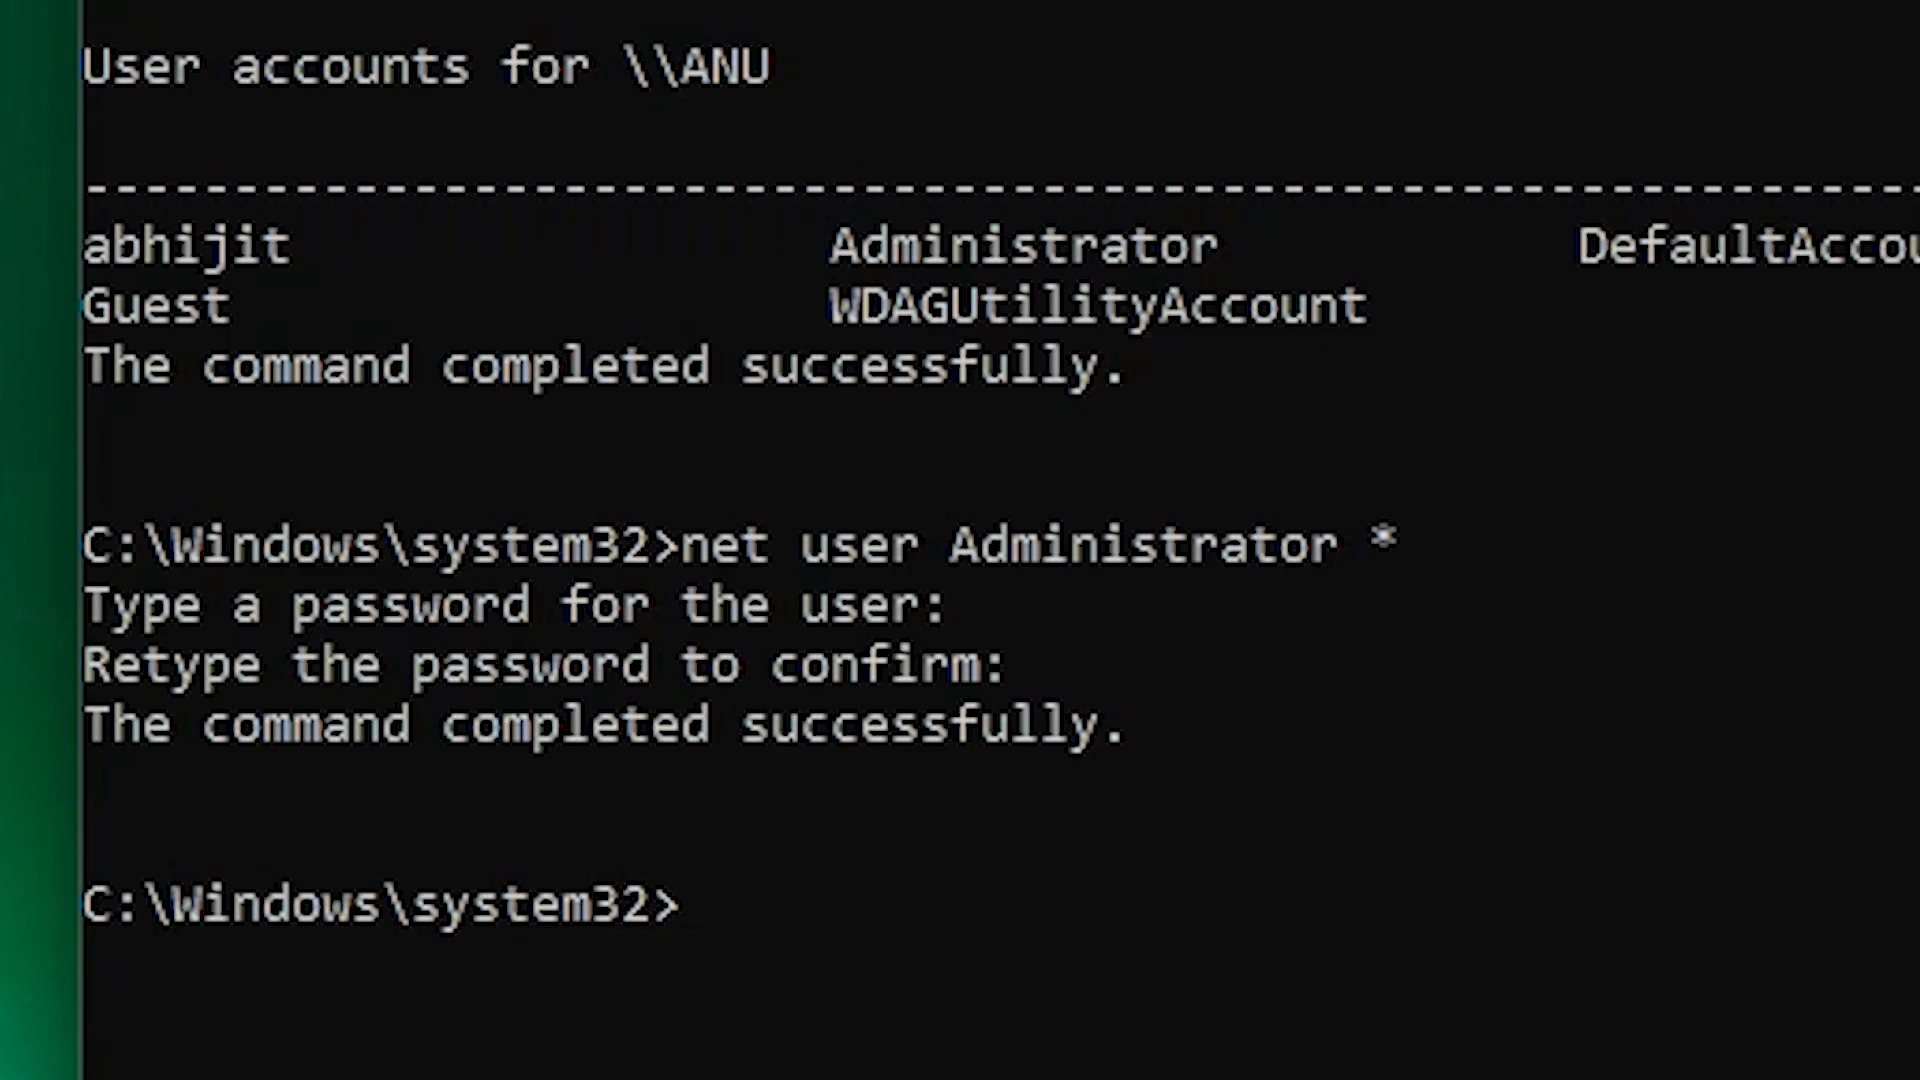 User accounts for \\ANU
-------------------------------------------------------------
abhijit Administrator DefaultAccou
Guest WDAGUtilityAccount
The command completed successfully.
C:\Windows\system32>net user Administrator *
Type a password for the user:
Retype the password to confirm:
The command completed successfully.
C:\Windows\system32>